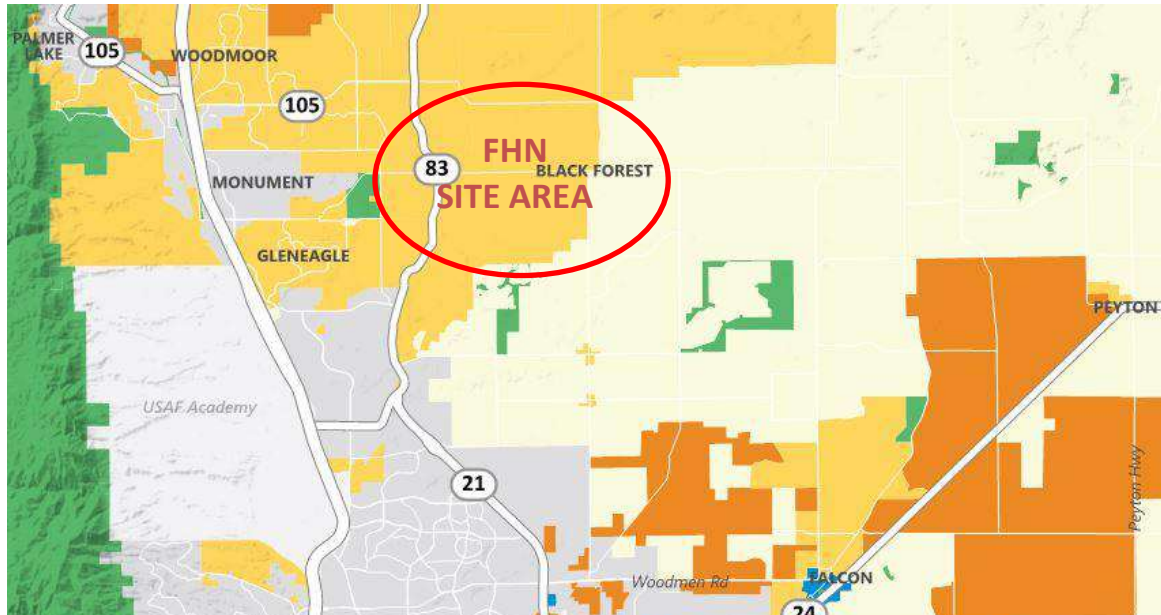 PALMER
LAKE
105
WOODMOOR
105
FHN
SITE AREA
83
BLACK FOREST
MONUMENT
GLENEAGLE
PEYTON
USAF Academy
21
Peyton Hwy
Woodmen Rd
FALCON
24